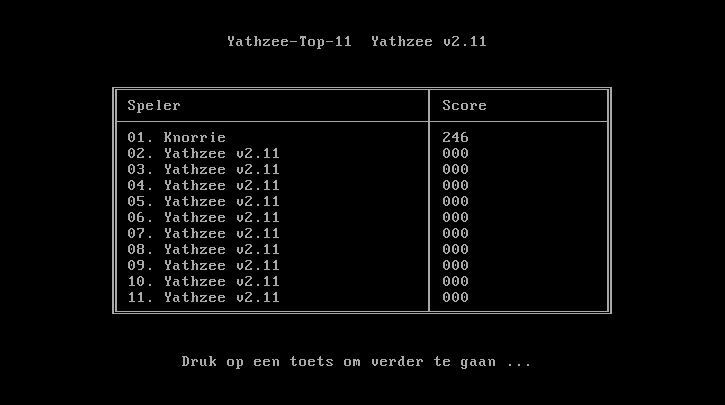 Yathzee-Top-11  Yathzee v2.11
Speler Score
01. Knorrie 246
02. Yathzee v2.11 000
03. Yathzee v2.11 000
04. Yathzee v2.11 000
05. Yathzee v2.11 000
06. Yathzee v2.11 000
07. Yathzee v2.11 000
08. Yathzee v2.11 000
09. Yathzee v2.11 000
10. Yathzee v2.11 000
11. Yathzee v2.11 000
Druk op een toets om verder te gaan ...